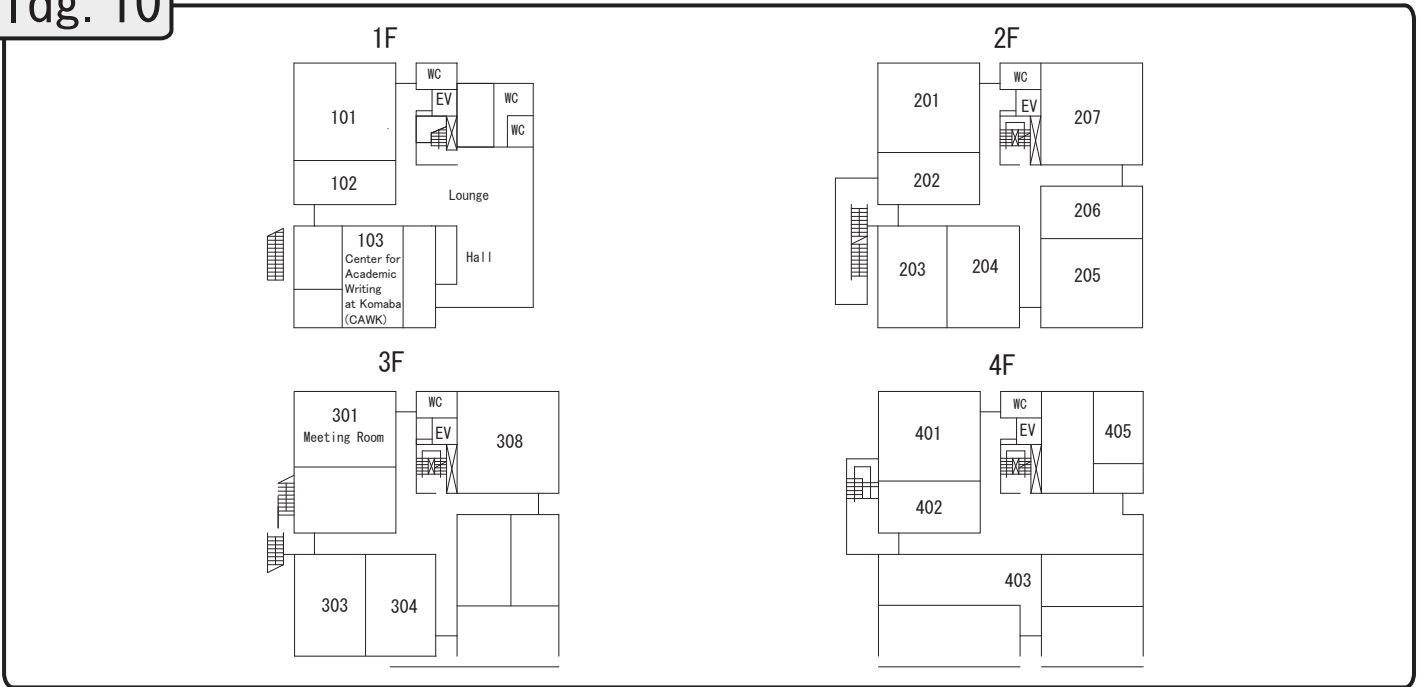 dg. 10
1F
101
102
103
Center for
Academic
Writing
at Komaba
(CAWK)
WC
EV
WC
WC
Lounge
Hall
2F
201
202
203
204
WC
EV
207
206
205
3F
301
Meeting Room
303
304
WC
EV
308
4F
401
402
403
WC
EV
405